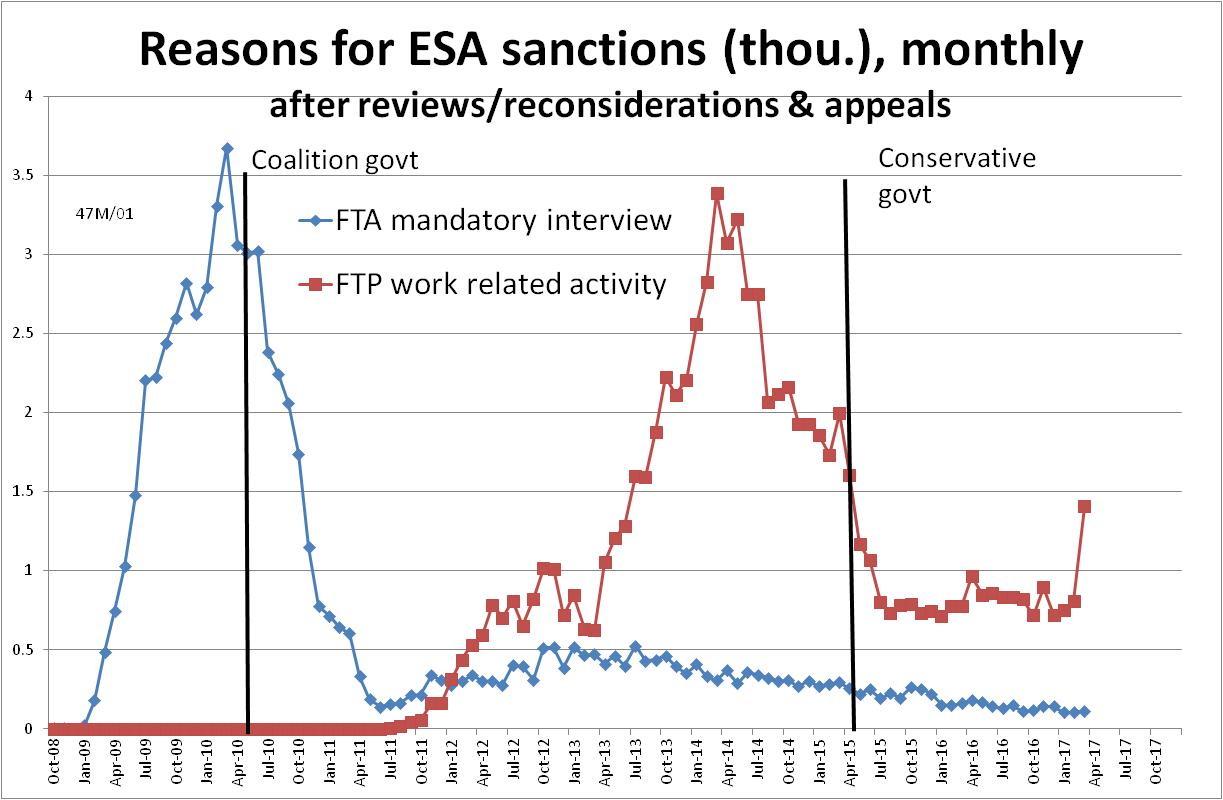 Reasons for ESA sanctions (thou.), monthly
after reviews/reconsiderations & appeals
4
3.5
3
2.5
2
1.5
1
0.5
0
47M/01
Coalition govt
Conservative
govt
FTA mandatory interview
FTP work related activity
Oct-08
Jan-09
Apr-09
Jul-09
Oct-09
Jan-10
Apr-10
Jul-10
Oct-10
Jan-11
Apr-11
Jul-11
Oct-11
Jan-12
Apr-12
Jul-12
Oct-12
Jan-13
Apr-13
Jul-13
Oct-13
Jan-14
Apr-14
Jul-14
Oct-14
Jan-15
Apr-15
Jul-15
Oct-15
Jan-16
Apr-16
Jul-16
Oct-16
Jan-17
Apr-17
Jul-17
Oct-17